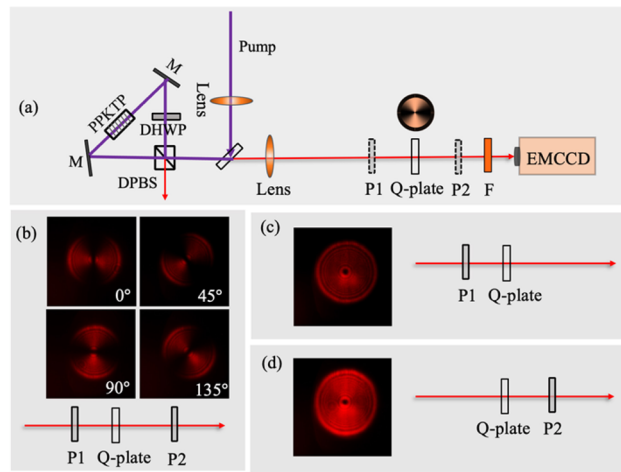 (a)
Pump
Lens
M
PPKTP
DHWP
M
DPBS
Lens
P1
Q-plate
P2
F
EMCCD
(b)
0°
45°
90°
135°
P1
Q-plate
P2
(c)
P1
Q-plate
(d)
Q-plate
P2